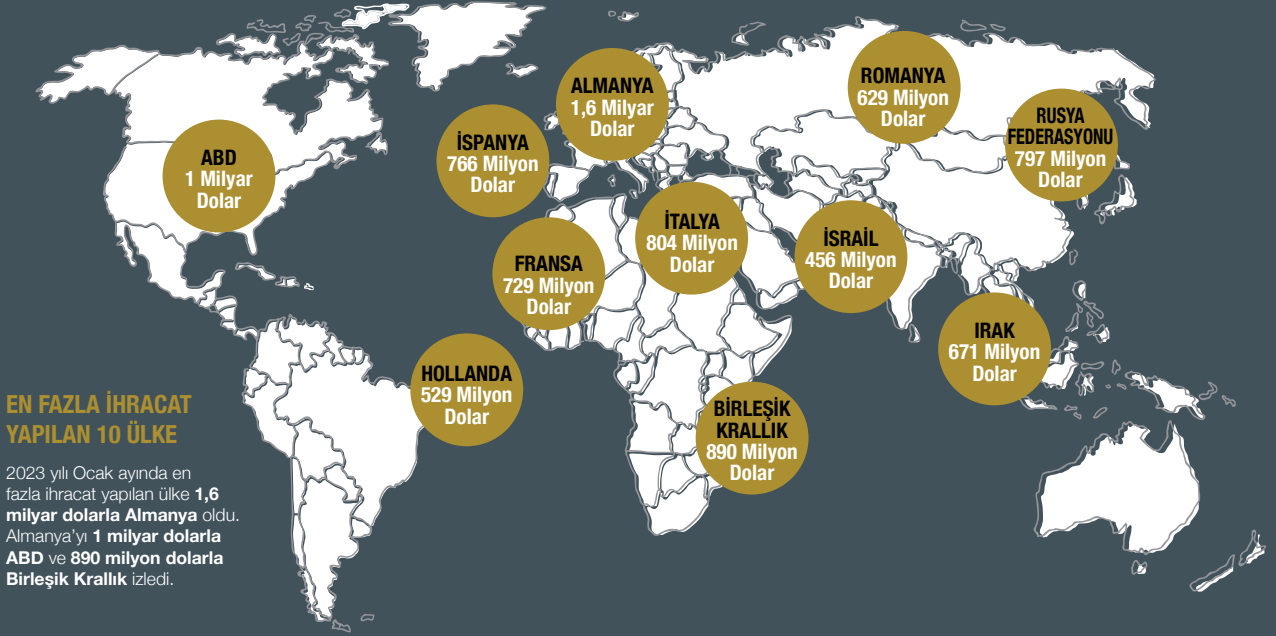 ALMANYA
1,6 Milyar
Dolar
ROMANYA
629 Milyon
Dolar
RUSYA
FEDERASYONU
797 Milyon
Dolar
ABD
1 Milyar
Dolar
İSPANYA
766 Milyon
Dolar
İTALYA
804 Milyon
Dolar
İSRAİL
456 Milyon
Dolar
FRANSA
729 Milyon
Dolar
IRAK
671 Milyon
Dolar
HOLLANDA
529 Milyon
Dolar
BİRLEŞİK
KRALLIK
890 Milyon
Dolar
EN FAZLA İHRACAT
YAPILAN 10 ÜLKE
2023 yılı Ocak ayında en
fazla ihracat yapılan ülke 1,6
milyar dolarla Almanya oldu.
Almanya’yı 1 milyar dolarla
ABD ve 890 milyon dolarla
Birleşik Krallık izledi.